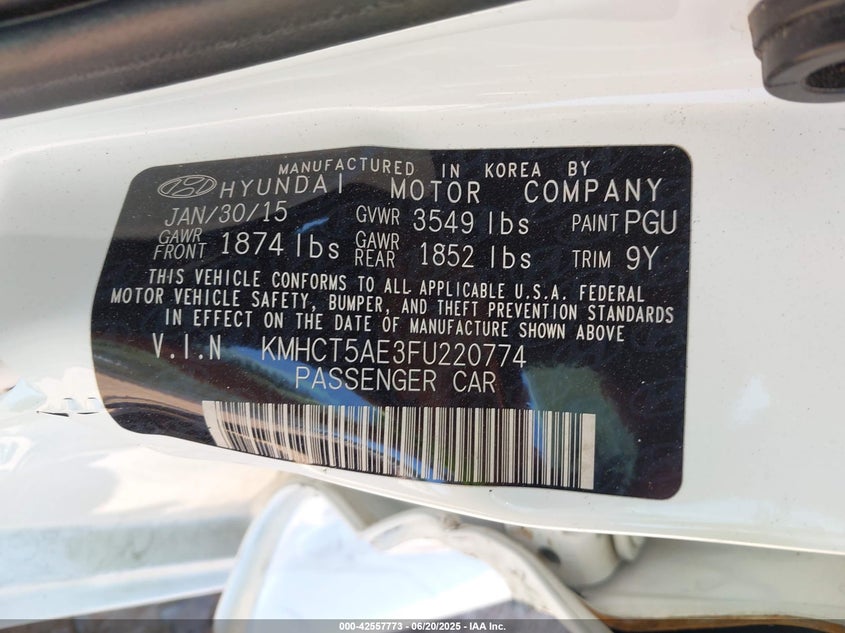 MANUFACTURED IN KOREA BY
HYUNDAI MOTOR COMPANY
JAN/30/15 GVWR 3549 lbs PAINT PGU
GAWR FRONT 1874 lbs GAWR REAR 1852 lbs TRIM 9Y
THIS VEHICLE CONFORMS TO ALL APPLICABLE U.S.A. FEDERAL
MOTOR VEHICLE SAFETY, BUMPER, AND THEFT PREVENTION STANDARDS
IN EFFECT ON THE DATE OF MANUFACTURE SHOWN ABOVE
V.I.N KMHCT5AE3FU220774
PASSENGER CAR
000-42557773 - 06/20/2025 - IAA Inc.